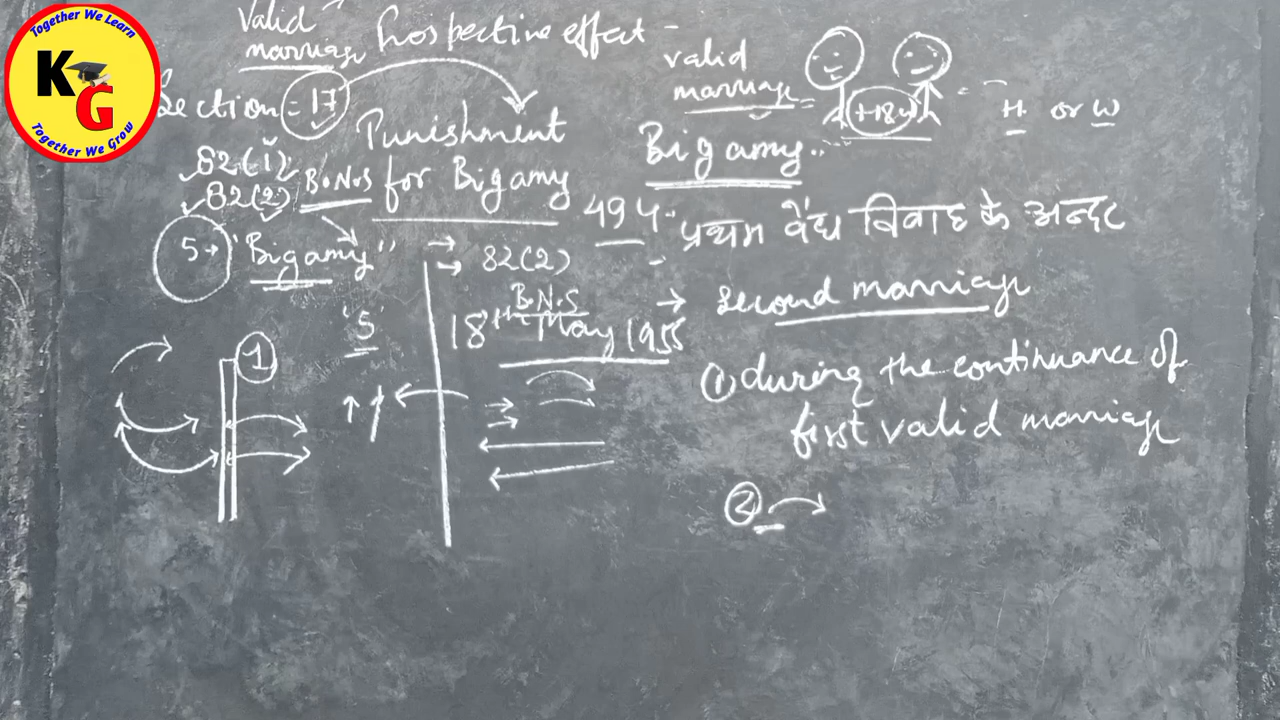 Together We Learn
KG
Together We Grow
Valid marriage
Prospective effect
Section = 17
Punishment
for Bigamy
82(1)
82(2) B.N.S
5 → "Bigamy"
494
→ 82(2)
B.N.S
'5'
18th May 1955
1
valid
marriage =
H or W
Bigamy
प्रथम वैध विवाह के अन्दर
→ Second marriage
① during the continuance of
first valid marriage
②